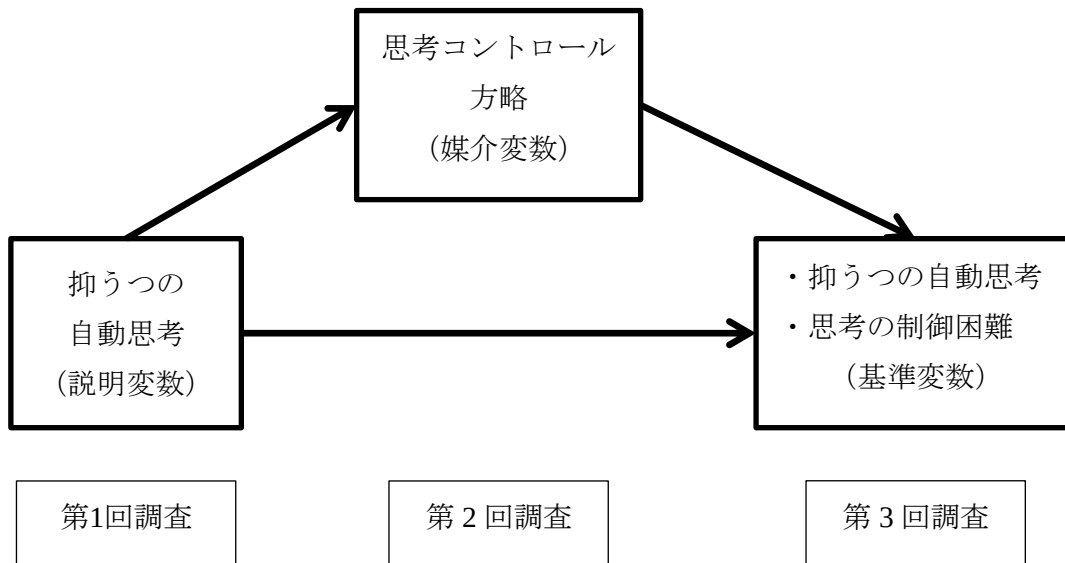 思考コントロール
方略
（媒介変数）
抑うつの
自動思考
（説明変数）
・抑うつの自動思考
・思考の制御困難
（基準変数）
第1回調査
第 2 回調査
第 3 回調査